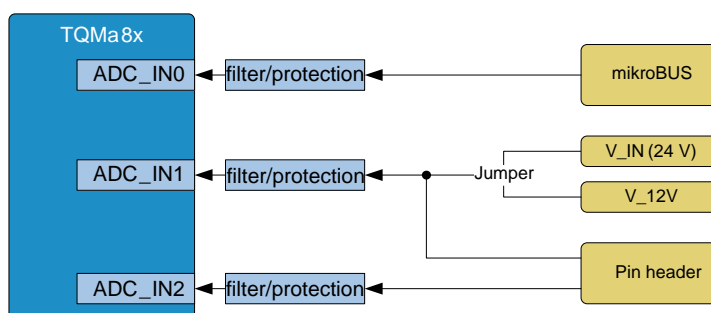 TQMa8x
ADC_IN0
filter/protection
mikroBUS
ADC_IN1
filter/protection
Jumper
V_IN (24 V)
V_12V
ADC_IN2
filter/protection
Pin header